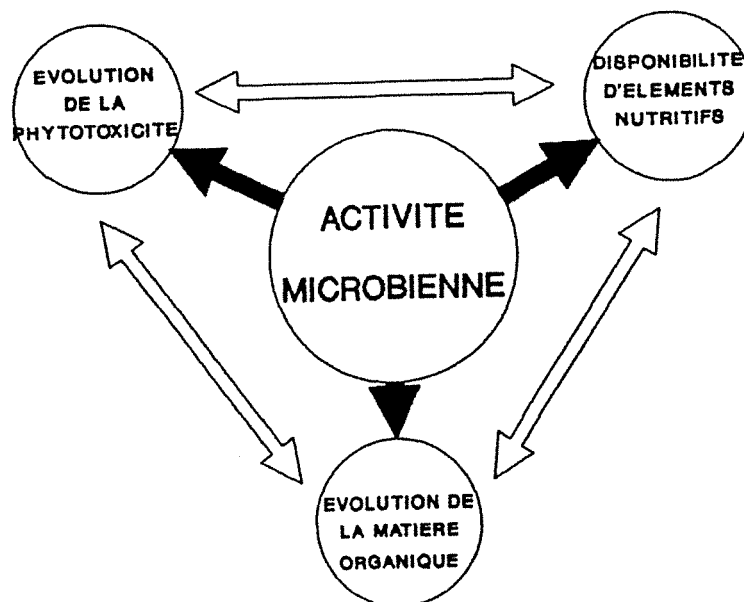 EVOLUTION
DE LA
PHYTOTOXICITE
DISPONIBILITE
D'ELEMENTS
NUTRITIFS
ACTIVITE
MICROBIENNE
EVOLUTION DE
LA MATIERE
ORGANIQUE